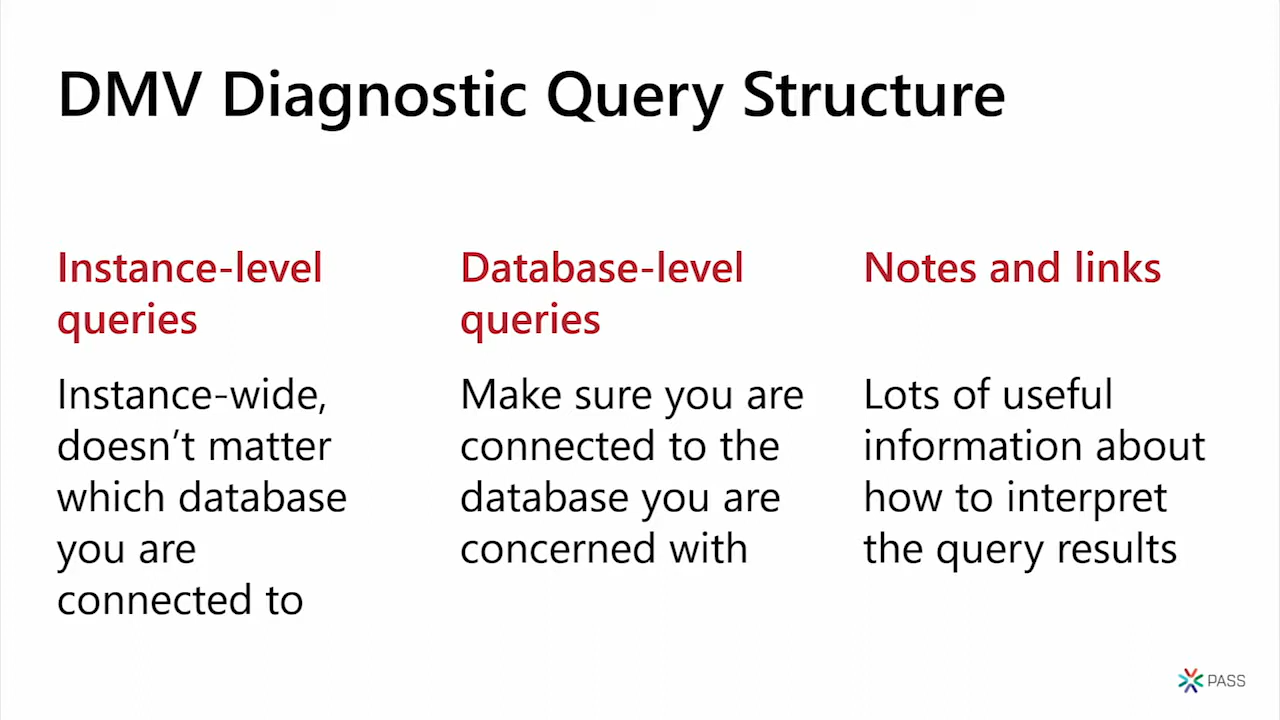 DMV Diagnostic Query Structure
Instance-level
queries
Instance-wide,
doesn’t matter
which database
you are
connected to
Database-level
queries
Make sure you are
connected to the
database you are
concerned with
Notes and links
Lots of useful
information about
how to interpret
the query results
PASS